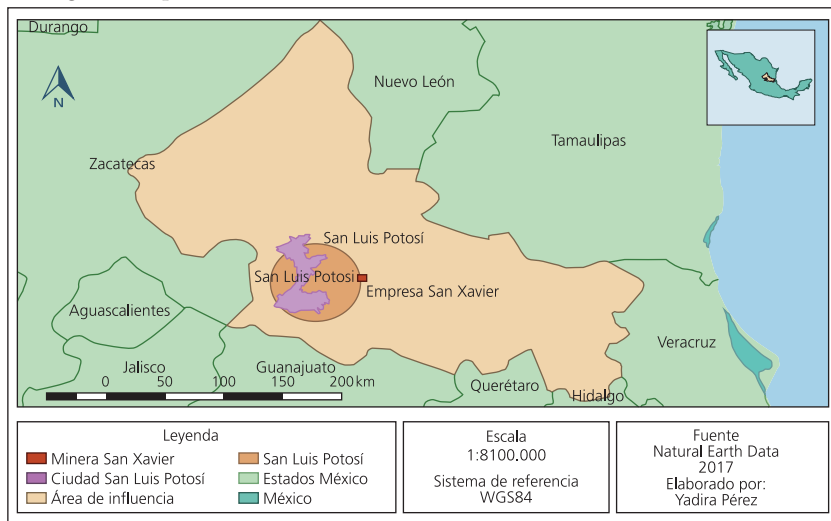 Durango
Nuevo León
N
Tamaulipas
Zacatecas
San Luis Potosí
San Luis Potosi
Empresa San Xavier
Aguascalientes
Veracruz
Jalisco
Guanajuato
Querétaro
Hidalgo
0 50 100 150 200 km
Leyenda
Minera San Xavier
San Luis Potosí
Ciudad San Luis Potosí
Estados México
Área de influencia
México
Escala
1:8100.000
Sistema de referencia
WGS84
Fuente
Natural Earth Data
2017
Elaborado por:
Yadira Pérez